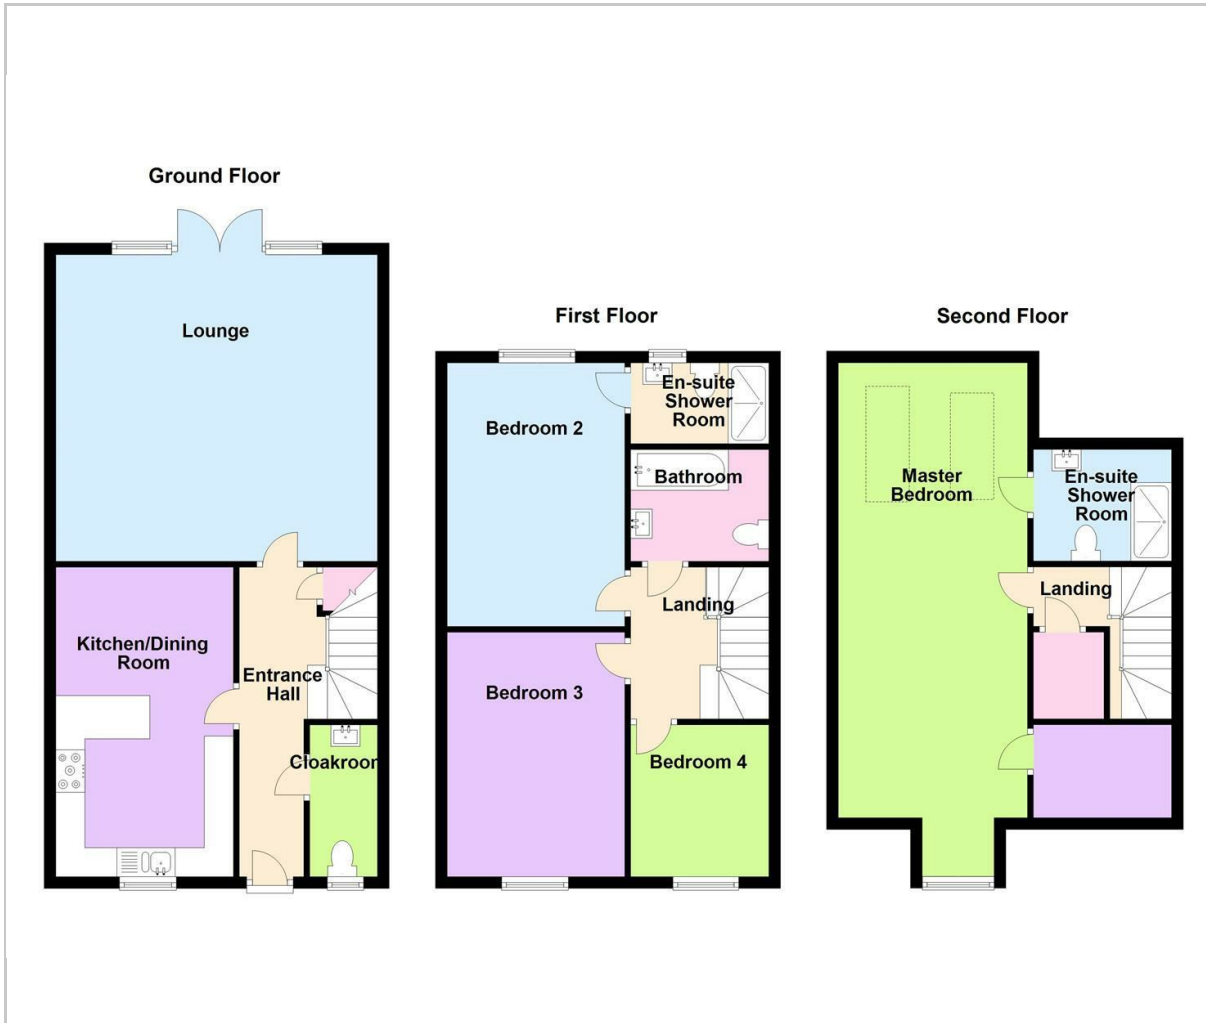 Ground Floor
Lounge
Kitchen/Dining
Room
Entrance
Hall
Cloakroom
First Floor
En-suite
Shower
Room
Bedroom 2
Bathroom
Landing
Bedroom 3
Bedroom 4
Second Floor
Master
Bedroom
En-suite
Shower
Room
Landing